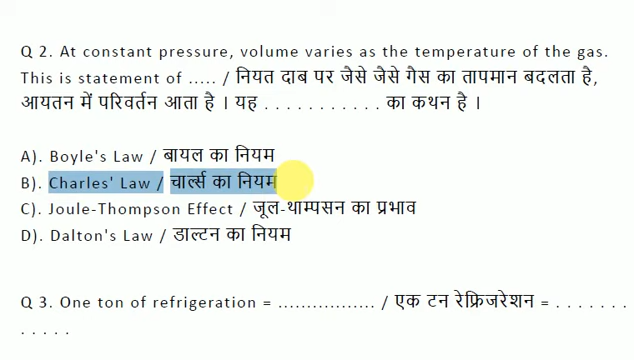 Q 2. At constant pressure, volume varies as the temperature of the gas.
This is statement of ..... / नियत दाब पर जैसे जैसे गैस का तापमान बदलता है,
आयतन में परिवर्तन आता है । यह . . . . . . . . . . . का कथन है ।
A). Boyle's Law / बायल का नियम
B). Charles' Law / चार्ल्स का नियम
C). Joule-Thompson Effect / जूल-थाम्पसन का प्रभाव
D). Dalton's Law / डाल्टन का नियम
Q 3. One ton of refrigeration = ................. / एक टन रेफ्रिजरेशन = . . . . . . .
. . . . .